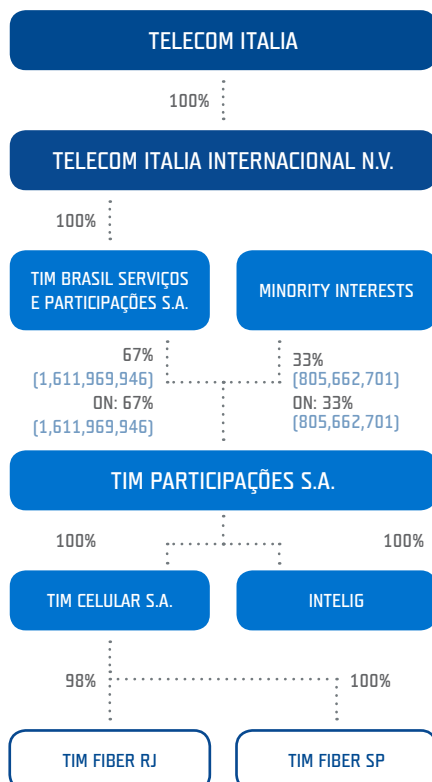 TELECOM ITALIA
100%
TELECOM ITALIA INTERNACIONAL N.V.
100%
TIM BRASIL SERVIÇOS
E PARTICIPAÇÕES S.A.
MINORITY INTERESTS
67%
(1,611,969,946)
ON: 67%
(1,611,969,946)
33%
(805,662,701)
ON: 33%
(805,662,701)
TIM PARTICIPAÇÕES S.A.
100%
100%
TIM CELULAR S.A.
INTELIG
98%
100%
TIM FIBER RJ
TIM FIBER SP